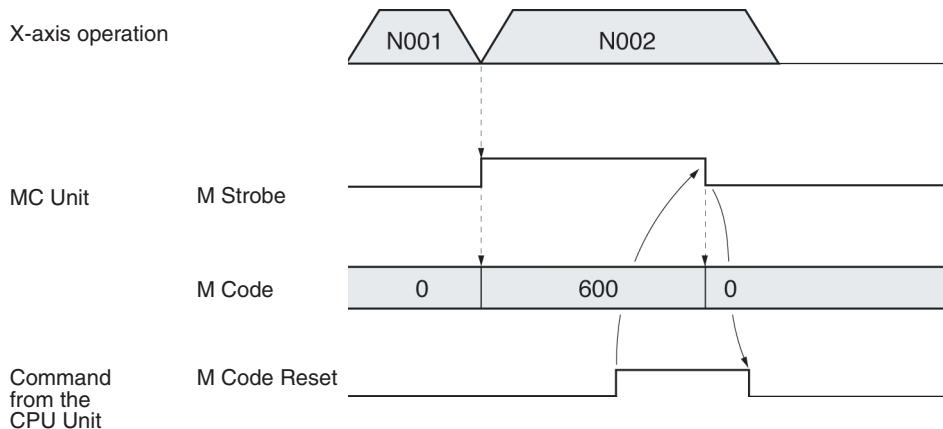 X-axis operation
N001
N002
MC Unit
M Strobe
M Code
0
600
0
Command
from the
CPU Unit
M Code Reset